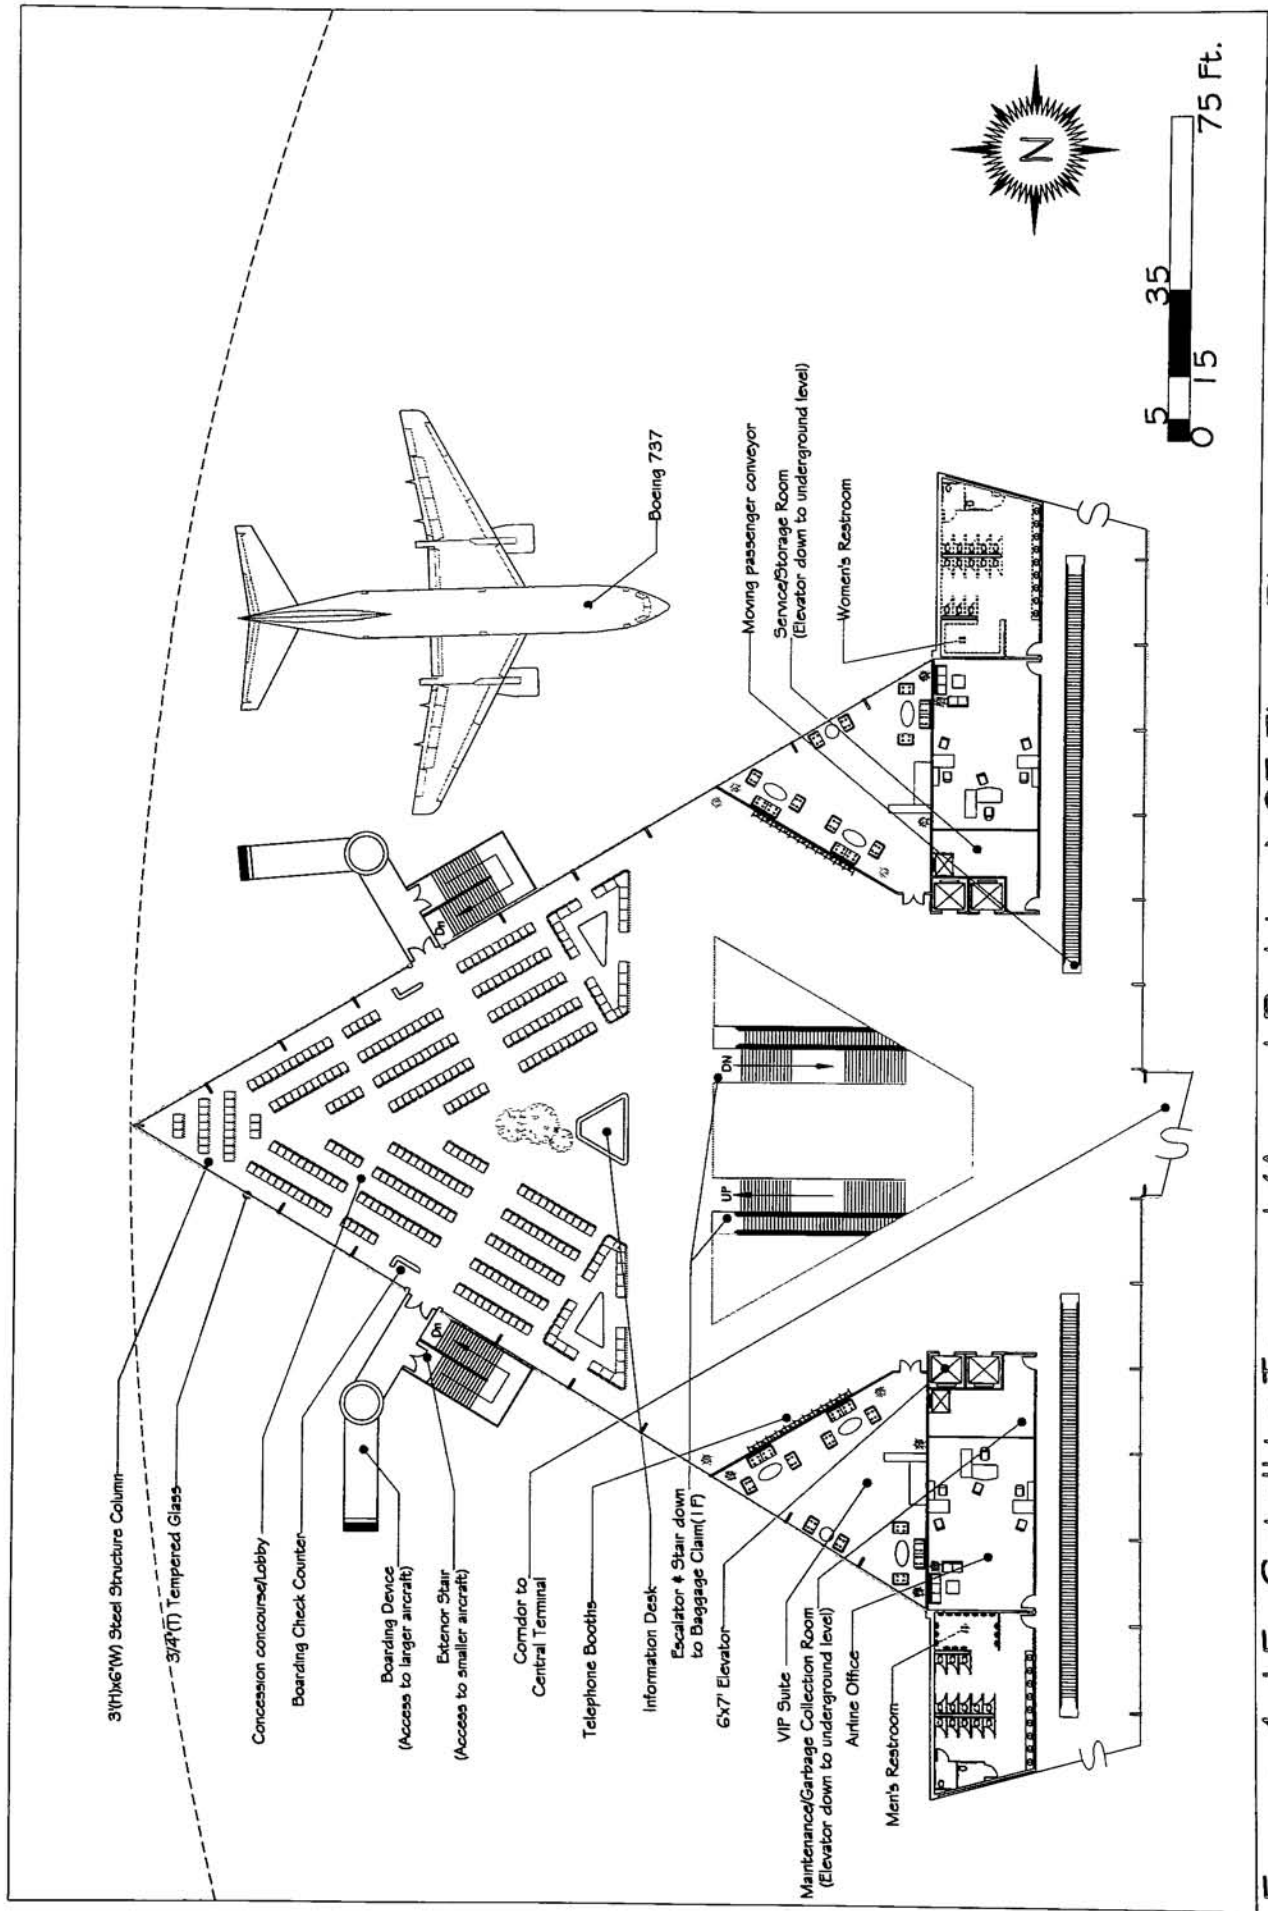 3'(H)x6"(W) Steel Structure Column
3/4"(T) Tempered Glass
Concession concourse/Lobby
Boarding Check Counter
Boarding Device
(Access to larger aircraft)
Exterior Stair
(Access to smaller aircraft)
Corridor to
Central Terminal
Telephone Booths
Information Desk
Escalator & Stair down
to Baggage Claim(1F)
6'x7' Elevator
VIP Suite
Maintenance/Garbage Collection Room
(Elevator down to underground level)
Airline Office
Men's Restroom
Dn
Dn
UP
DN
Boeing 737
Moving passenger conveyor
Service/Storage Room
(Elevator down to underground level)
Women's Restroom
S
S
S
N
0
5
15
35
75 Ft.